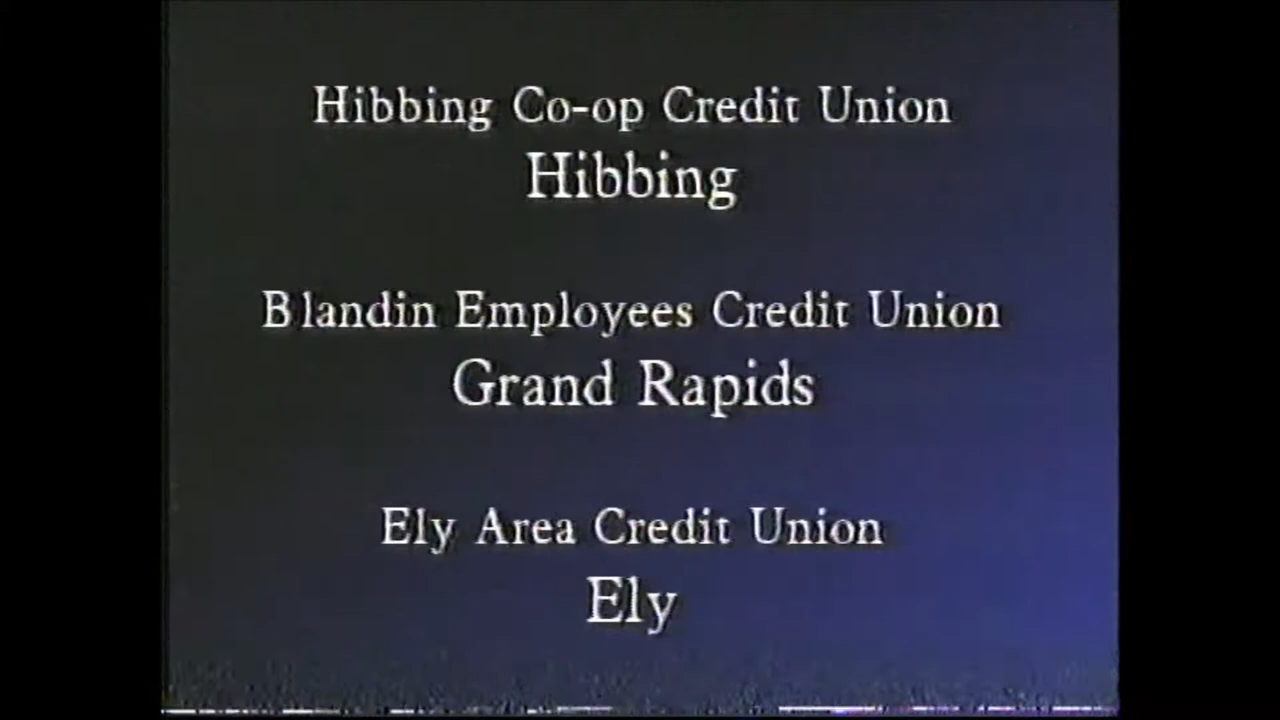 Hibbing Co-op Credit Union
Hibbing
Blandin Employees Credit Union
Grand Rapids
Ely Area Credit Union
Ely